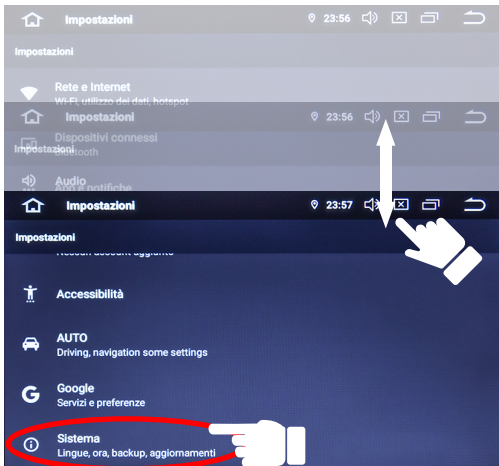 Impostazioni
23:56
Impostazioni
Rete e Internet
Wi-Fi, utilizzo dei dati, hotspot
Impostazioni
23:56
Dispositivi connessi
Impostazioni
Bluetooth
Audio
App e notifiche
Impostazioni
23:57
Impostazioni
Nessun account aggiunto
Accessibilità
AUTO
Driving, navigation some settings
Google
Servizi e preferenze
Sistema
Lingue, ora, backup, aggiornamenti